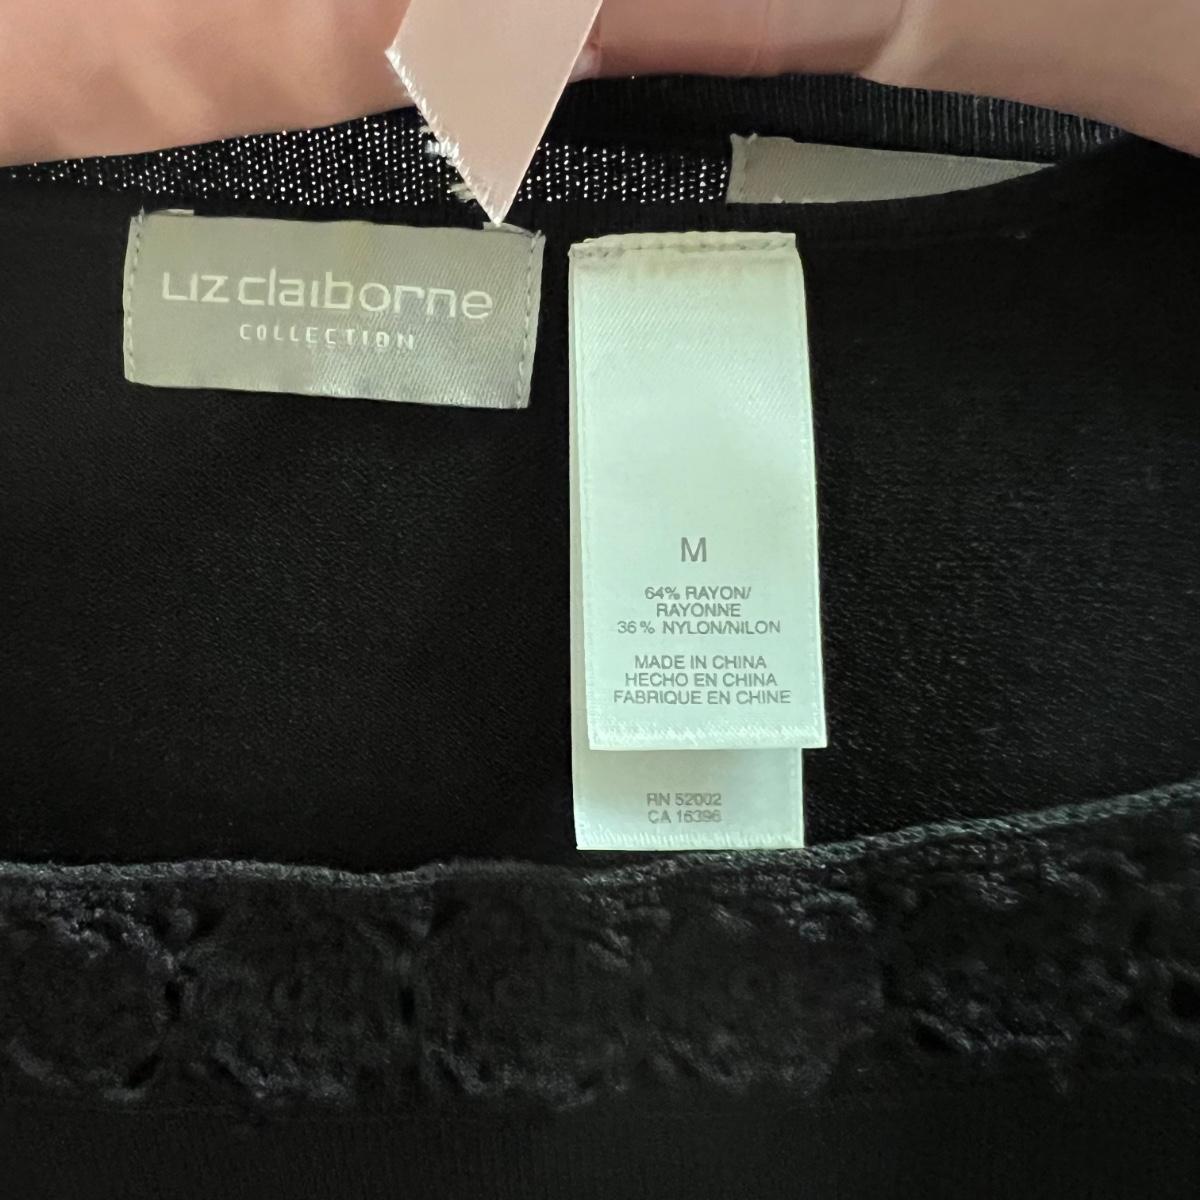 LIZ claiborne
COLLECTION
M
64% RAYON/
RAYONNE
36% NYLON/NILON
MADE IN CHINA
HECHO EN CHINA
FABRIQUE EN CHINE
RN 52002
CA 15396